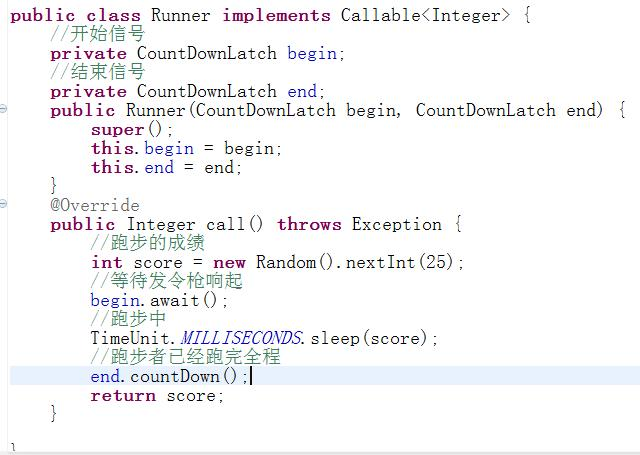 public class Runner implements Callable<Integer> {
//开始信号
private CountDownLatch begin;
//结束信号
private CountDownLatch end;
public Runner(CountDownLatch begin, CountDownLatch end) {
super();
this.begin = begin;
this.end = end;
}
@Override
public Integer call() throws Exception {
//跑步的成绩
int score = new Random().nextInt(25);
//等待发令枪响起
begin.await();
//跑步中
TimeUnit.MILLISECONDS.sleep(score);
//跑步者已经跑完全程
end.countDown();
return score;
}
}